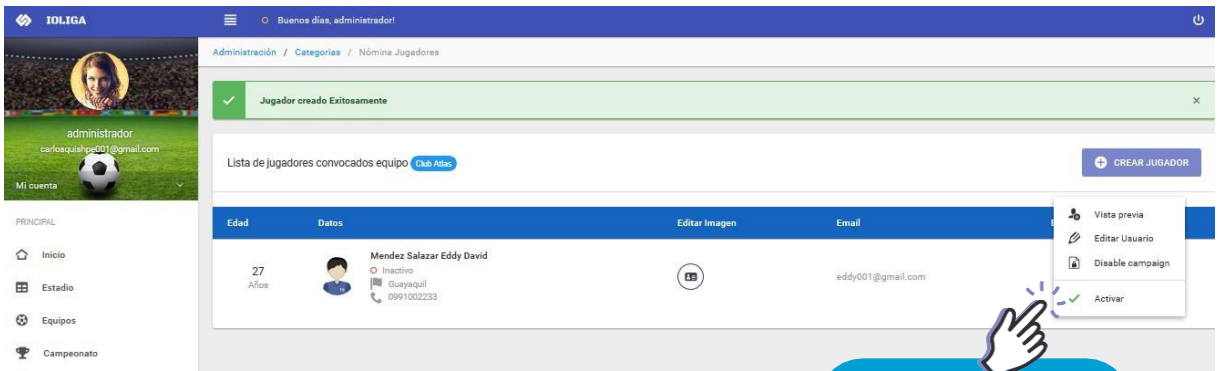 IOLIGA
Buenos días, administrador!
Administración / Categorias / Nómina Jugadores
Jugador creado Exitosamente
administrador
carlosquishpe001@gmail.com
Mi cuenta
Lista de jugadores convocados equipo Club Atlas
CREAR JUGADOR
PRINCIPAL
Inicio
Estadio
Equipos
Campeonato
Edad Datos Editar Imagen Email
27
Años
Mendez Salazar Eddy David
Inactivo
Guayaquil
0991002233
eddy001@gmail.com
Vista previa
Editar Usuario
Disable campaign
Activar